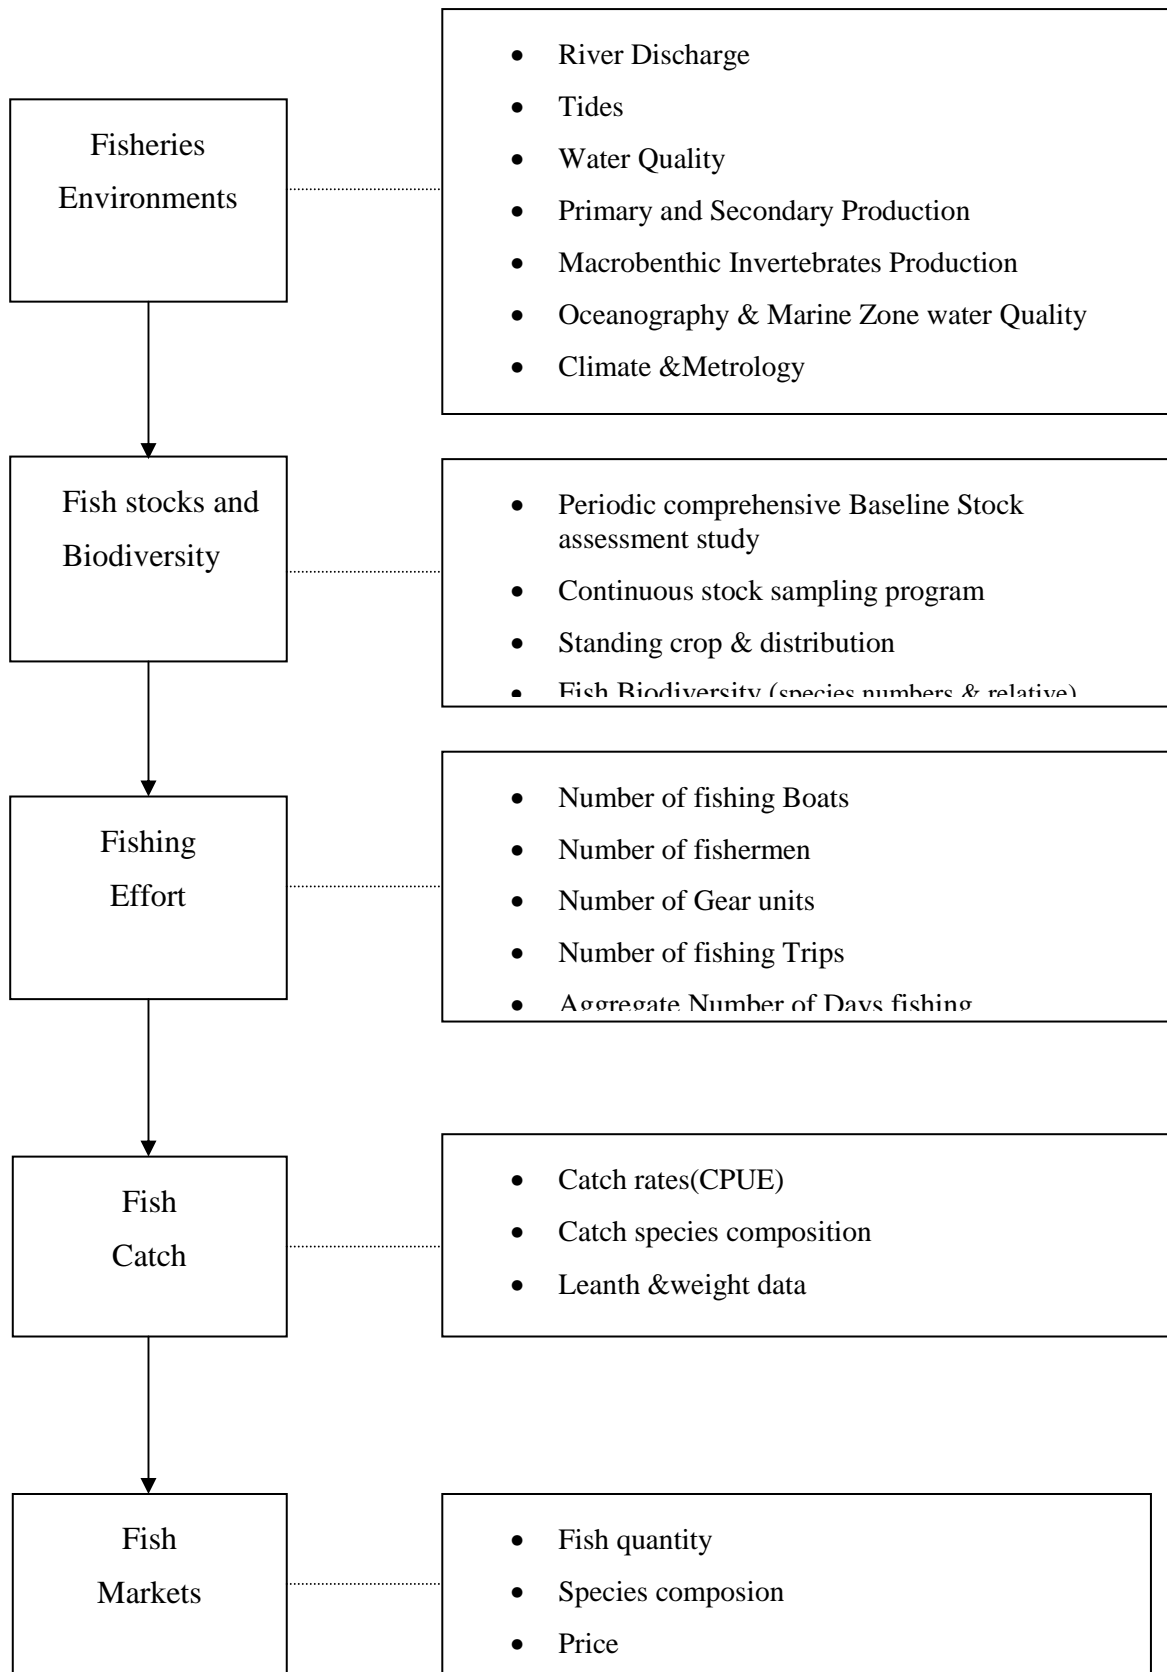 Fisheries
Environments
• River Discharge
• Tides
• Water Quality
• Primary and Secondary Production
• Macrobenthic Invertebrates Production
• Oceanography & Marine Zone water Quality
• Climate &Metrology
Fish stocks and
Biodiversity
• Periodic comprehensive Baseline Stock
assessment study
• Continuous stock sampling program
• Standing crop & distribution
• Fish Biodiversity (species numbers & relative)
Fishing
Effort
• Number of fishing Boats
• Number of fishermen
• Number of Gear units
• Number of fishing Trips
• Aggregate Number of Days fishing
Fish
Catch
• Catch rates(CPUE)
• Catch species composition
• Leanth &weight data
Fish
Markets
• Fish quantity
• Species composion
• Price